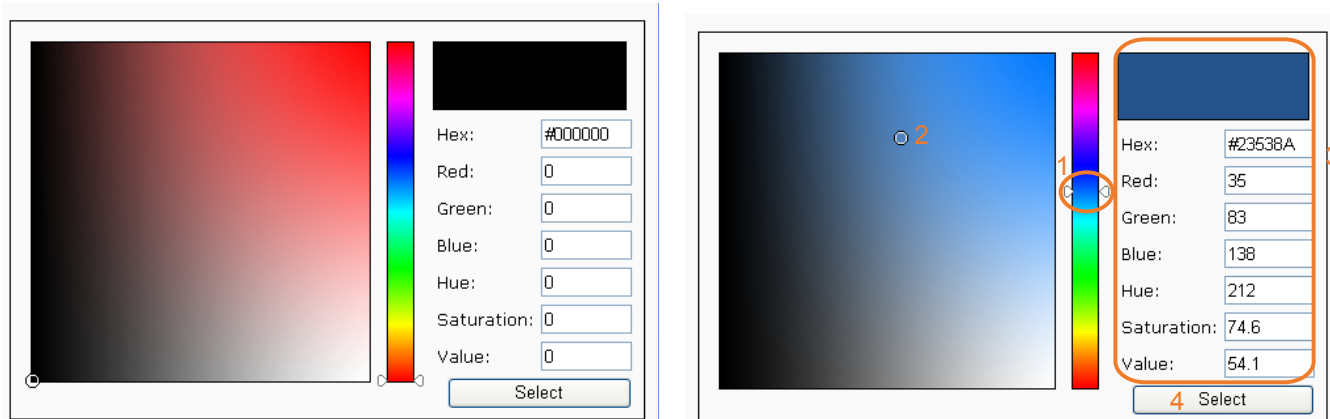 Hex: #000000
Red: 0
Green: 0
Blue: 0
Hue: 0
Saturation: 0
Value: 0
Select
1
2
Hex: #23538A
Red: 35
Green: 83
Blue: 138
Hue: 212
Saturation: 74.6
Value: 54.1
4 Select